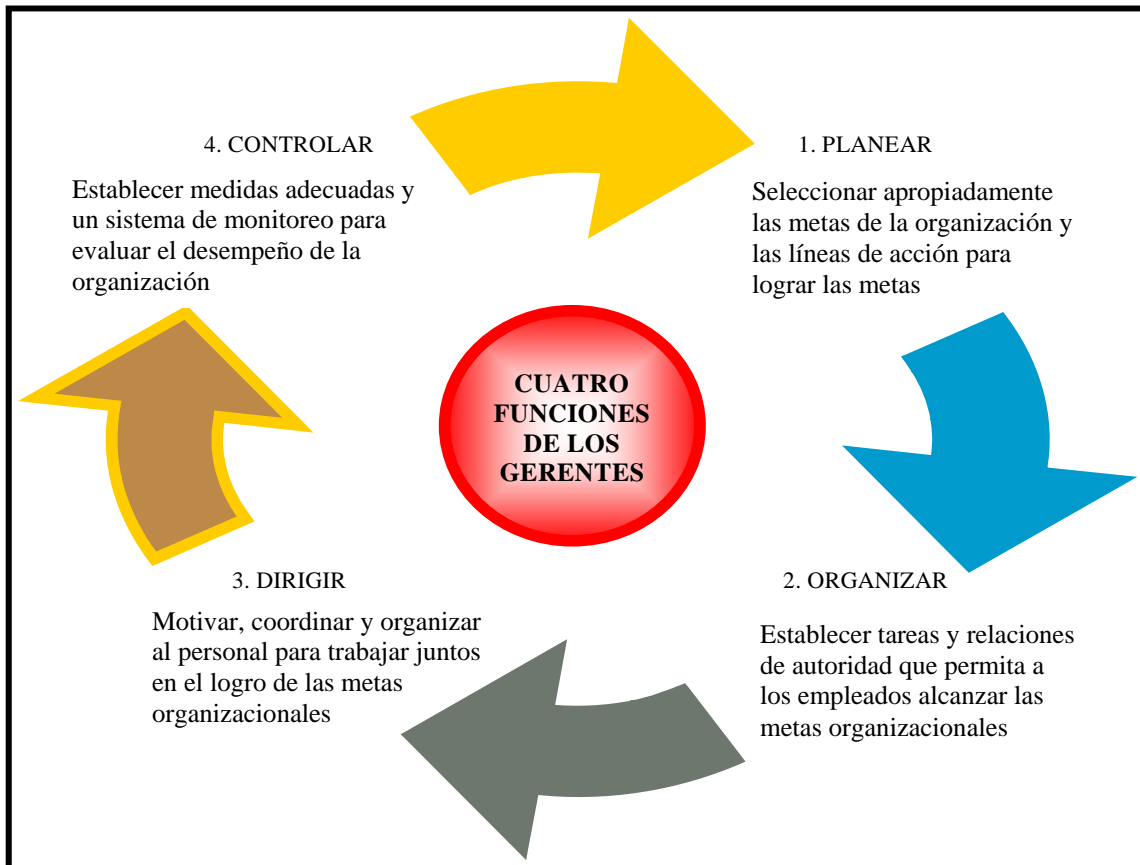 4. CONTROLAR
Establecer medidas adecuadas y
un sistema de monitoreo para
evaluar el desempeño de la
organización
1. PLANEAR
Seleccionar apropiadamente
las metas de la organización y
las líneas de acción para
lograr las metas
CUATRO
FUNCIONES
DE LOS
GERENTES
3. DIRIGIR
Motivar, coordinar y organizar
al personal para trabajar juntos
en el logro de las metas
organizacionales
2. ORGANIZAR
Establecer tareas y relaciones
de autoridad que permita a
los empleados alcanzar las
metas organizacionales